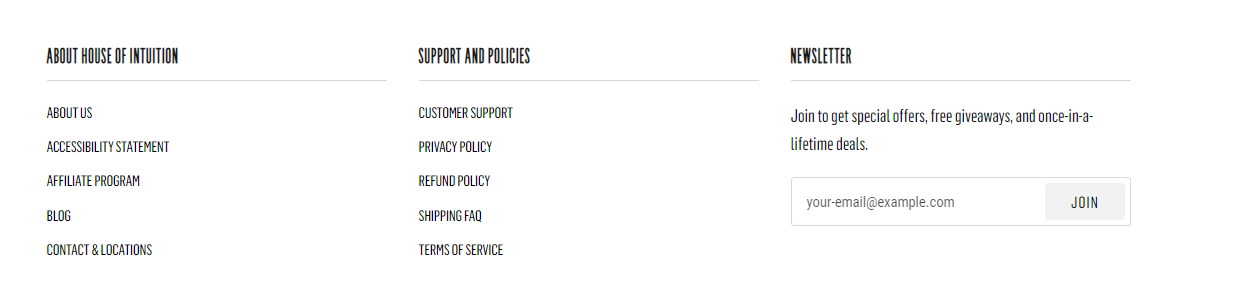 ABOUT HOUSE OF INTUITION
ABOUT US
ACCESSIBILITY STATEMENT
AFFILIATE PROGRAM
BLOG
CONTACT & LOCATIONS
SUPPORT AND POLICIES
CUSTOMER SUPPORT
PRIVACY POLICY
REFUND POLICY
SHIPPING FAQ
TERMS OF SERVICE
NEWSLETTER
Join to get special offers, free giveaways, and once-in-a-
lifetime deals.
your-email@example.com
JOIN